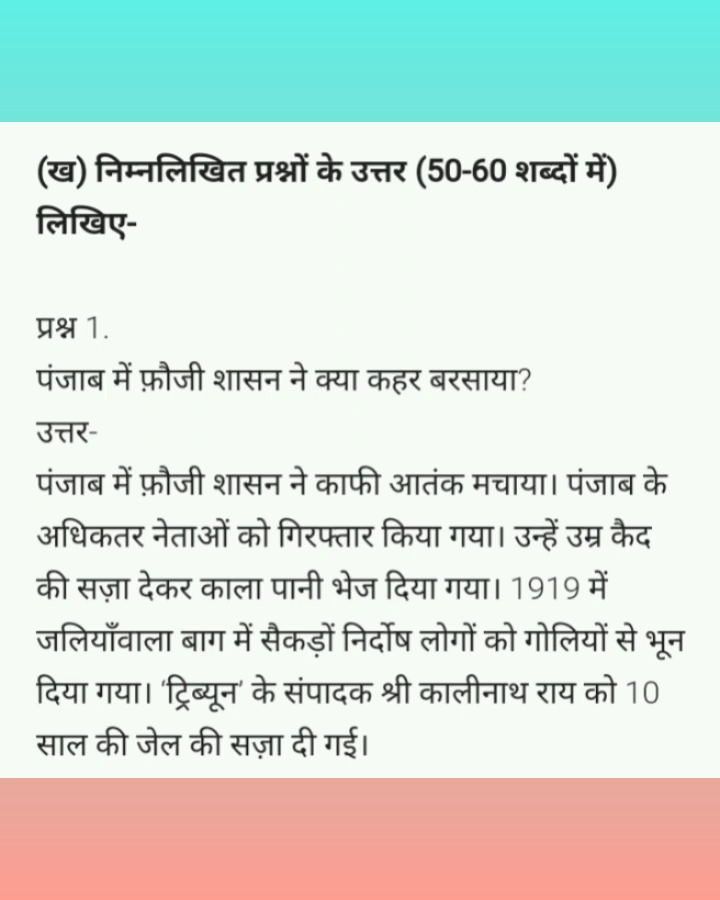 (ख) निम्नलिखित प्रश्नों के उत्तर (50-60 शब्दों में)
लिखिए-
प्रश्न 1.
पंजाब में फ़ौजी शासन ने क्या कहर बरसाया?
उत्तर-
पंजाब में फ़ौजी शासन ने काफी आतंक मचाया। पंजाब के
अधिकतर नेताओं को गिरफ्तार किया गया। उन्हें उम्र कैद
की सज़ा देकर काला पानी भेज दिया गया। 1919 में
जलियाँवाला बाग में सैकड़ों निर्दोष लोगों को गोलियों से भून
दिया गया। ‘ट्रिब्यून’ के संपादक श्री कालीनाथ राय को 10
साल की जेल की सज़ा दी गई।